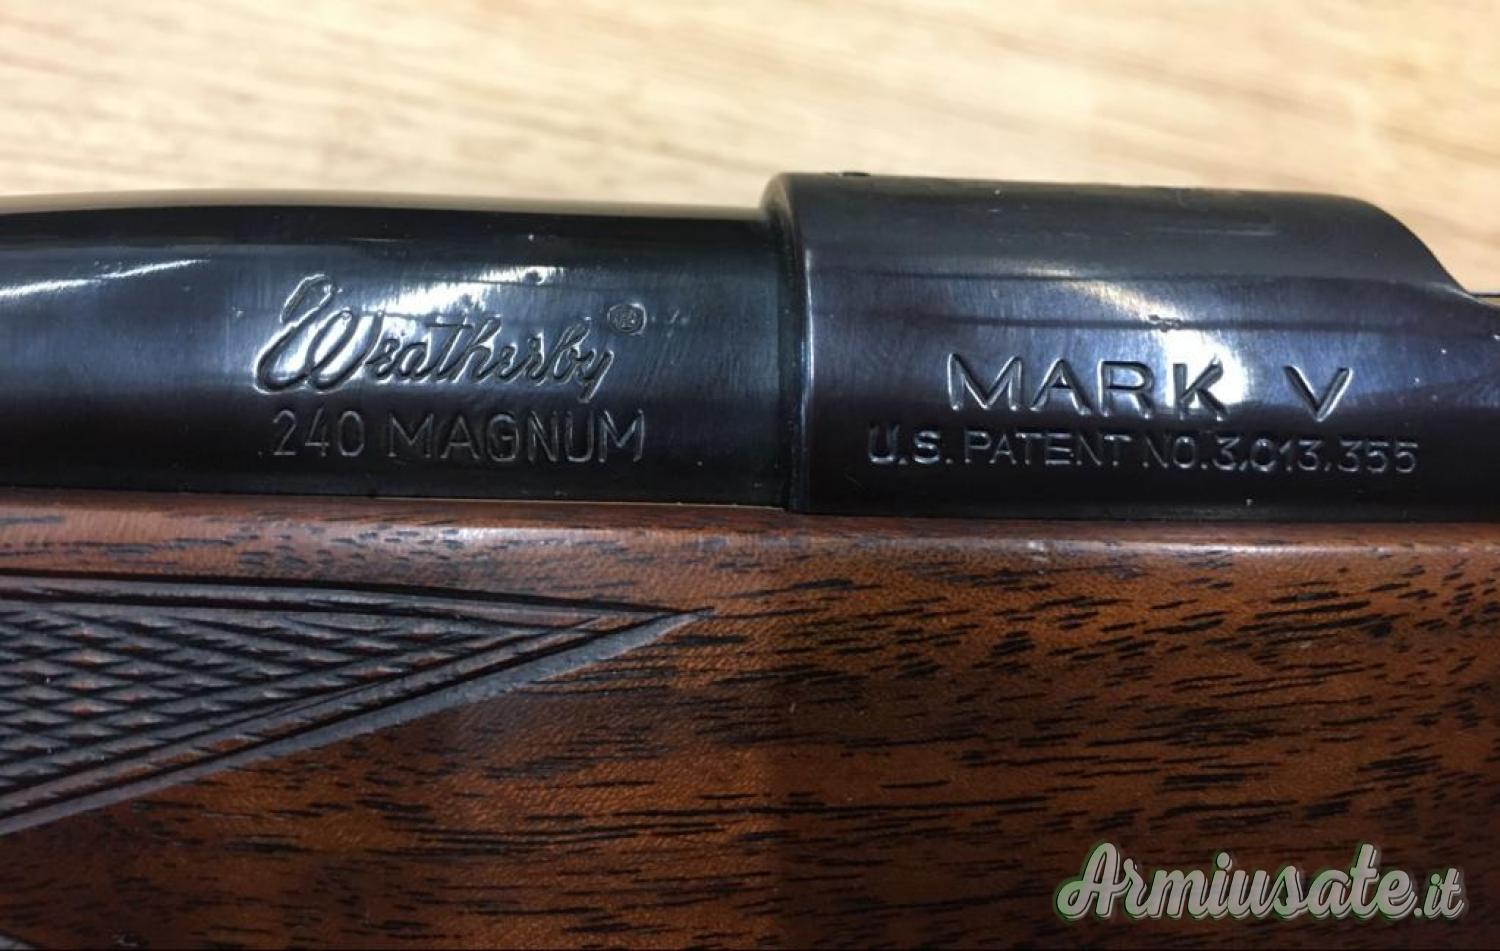 Weatherby®
240 MAGNUM
MARK V
U.S. PATENT NO. 3,013,355
Armiusate.it